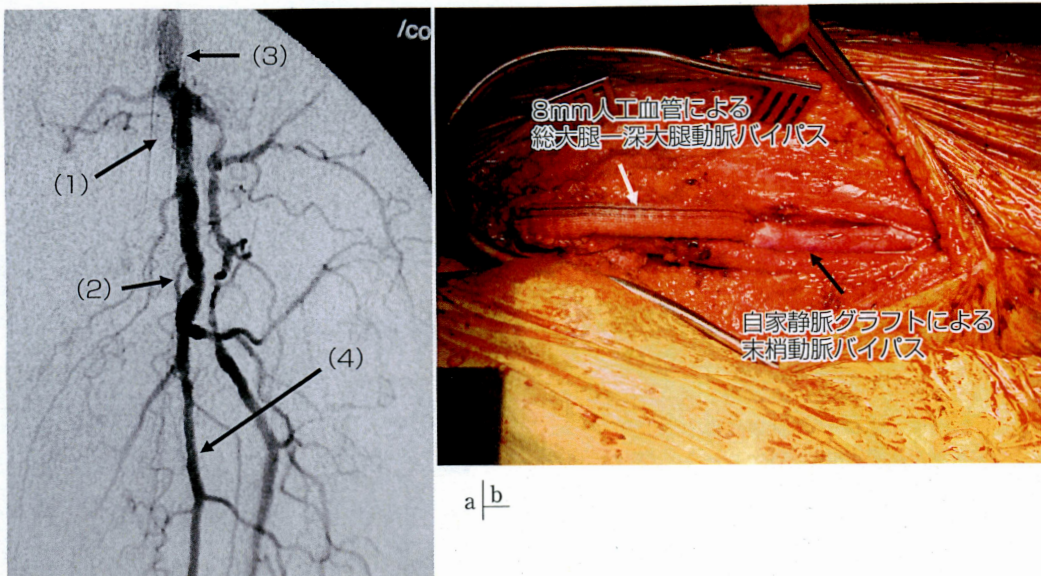 /co
(3)
(1)
(2)
(4)
8mm人工血管による
総大腿ー深大腿動脈バイパス
自家静脈グラフトによる
末梢動脈バイパス
a b